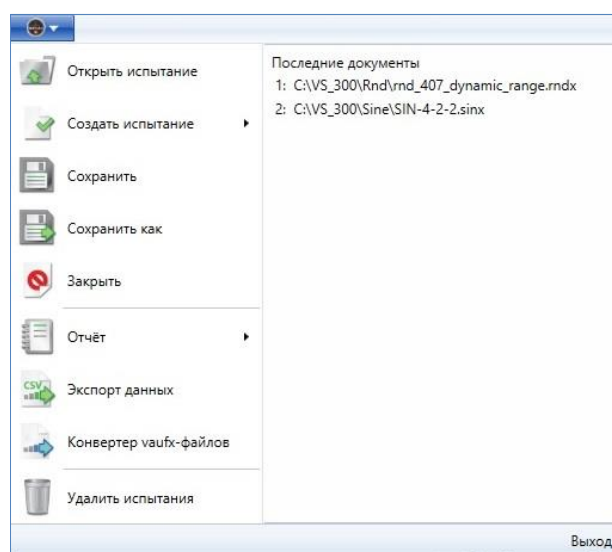 Открыть испытание
Создать испытание
Сохранить
Сохранить как
Закрыть
Отчёт
CSV
Экспорт данных
Конвертер vaufx-файлов
Удалить испытания
Последние документы
1: C:\VS_300\Rnd\rnd_407_dynamic_range.rndx
2: C:\VS_300\Sine\SIN-4-2-2.sinx
Выход